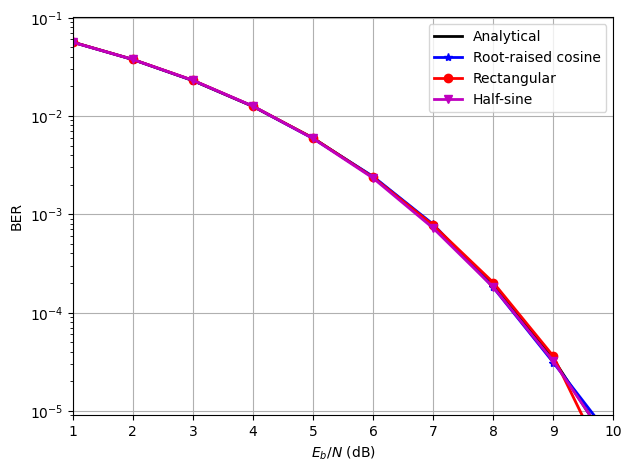 Analytical
Root-raised cosine
Rectangular
Half-sine
10⁻¹
10⁻²
10⁻³
10⁻⁴
10⁻⁵
BER
1 2 3 4 5 6 7 8 9 10
E_b/N (dB)